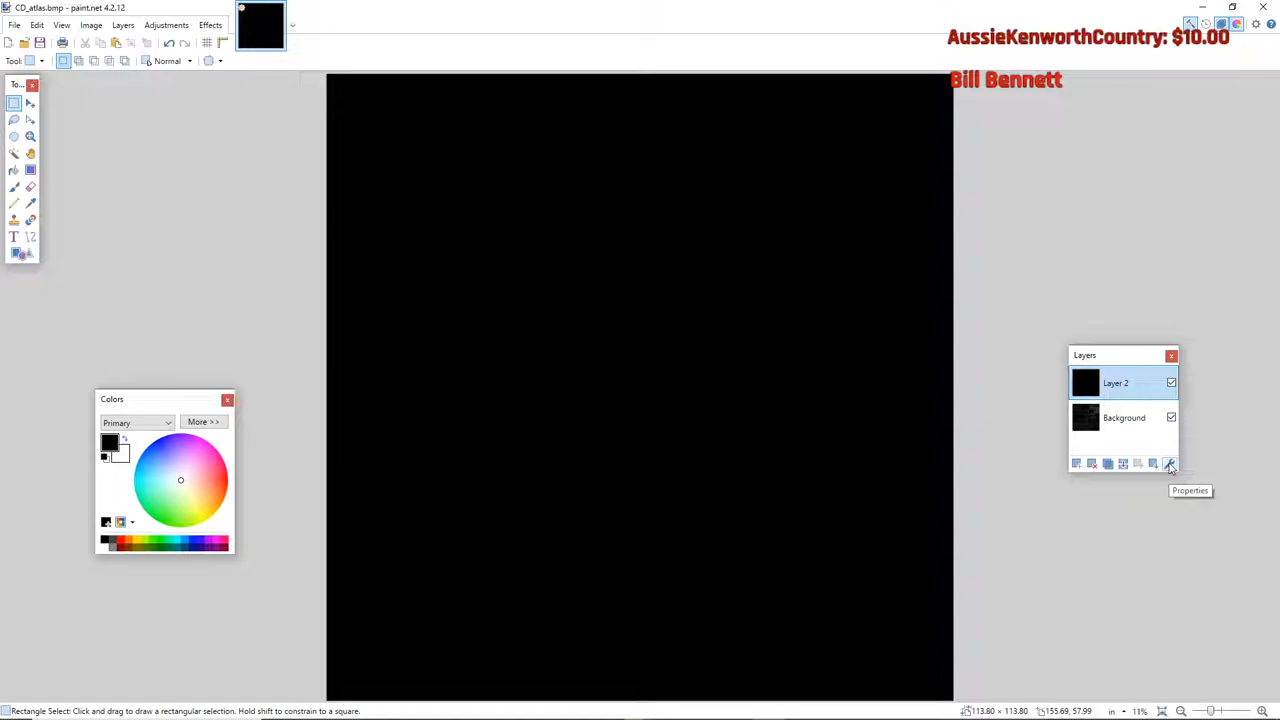 CD_atlas.bmp - paint.net 4.2.12
File Edit View Image Layers Adjustments Effects
AussieKenworthCountry: $10.00
Tool: Normal
Bill Bennett
To...
Layers
Layer 2
Background
Properties
Colors
Primary More >>
Rectangle Select: Click and drag to draw a rectangular selection. Hold shift to constrain to a square. 113.80 × 113.80 155.69, 57.99 in 11%